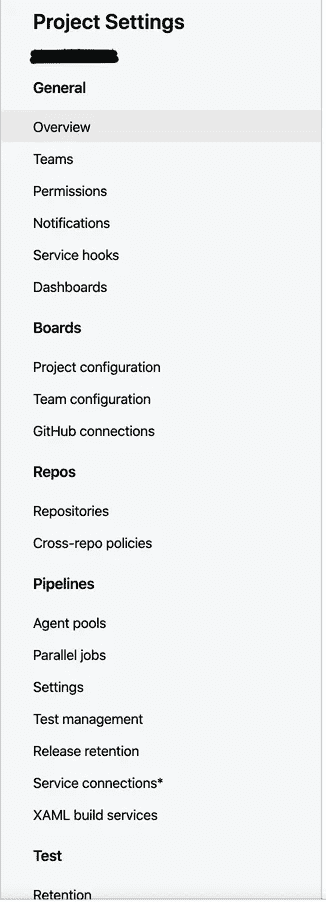 Project Settings
General
Overview
Teams
Permissions
Notifications
Service hooks
Dashboards
Boards
Project configuration
Team configuration
GitHub connections
Repos
Repositories
Cross-repo policies
Pipelines
Agent pools
Parallel jobs
Settings
Test management
Release retention
Service connections*
XAML build services
Test
Retention